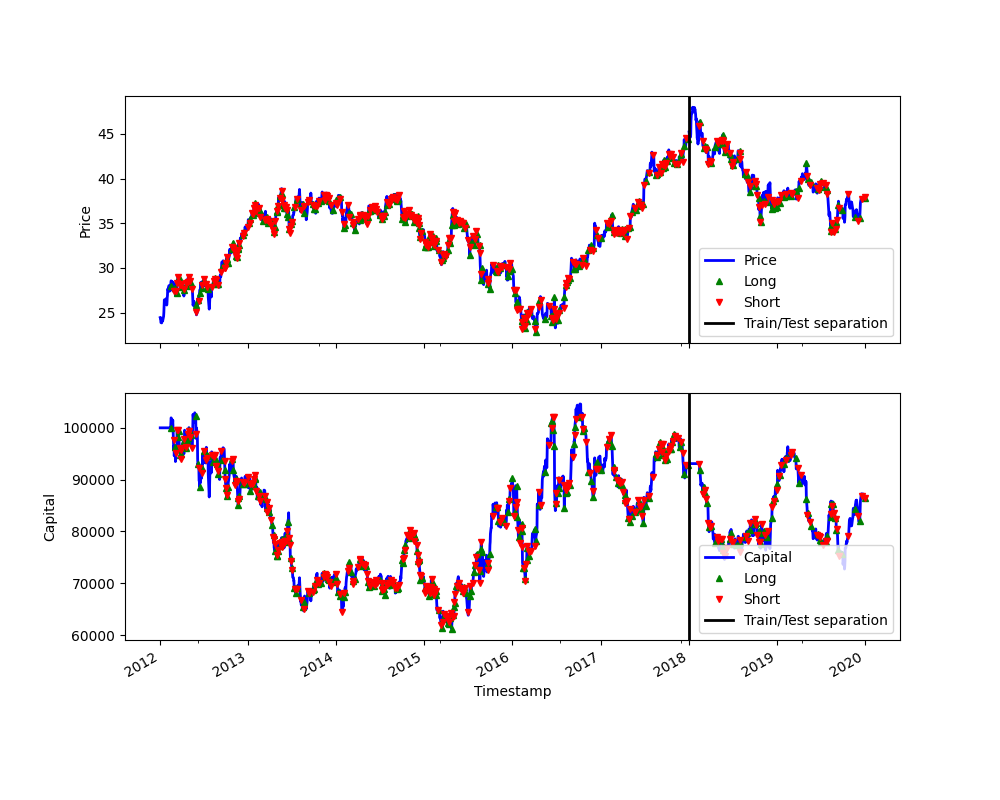 45
40
35
30
25
Price
Price
Long
Short
Train/Test separation
100000
90000
80000
70000
60000
Capital
Capital
Long
Short
Train/Test separation
2012 2013 2014 2015 2016 2017 2018 2019 2020
Timestamp